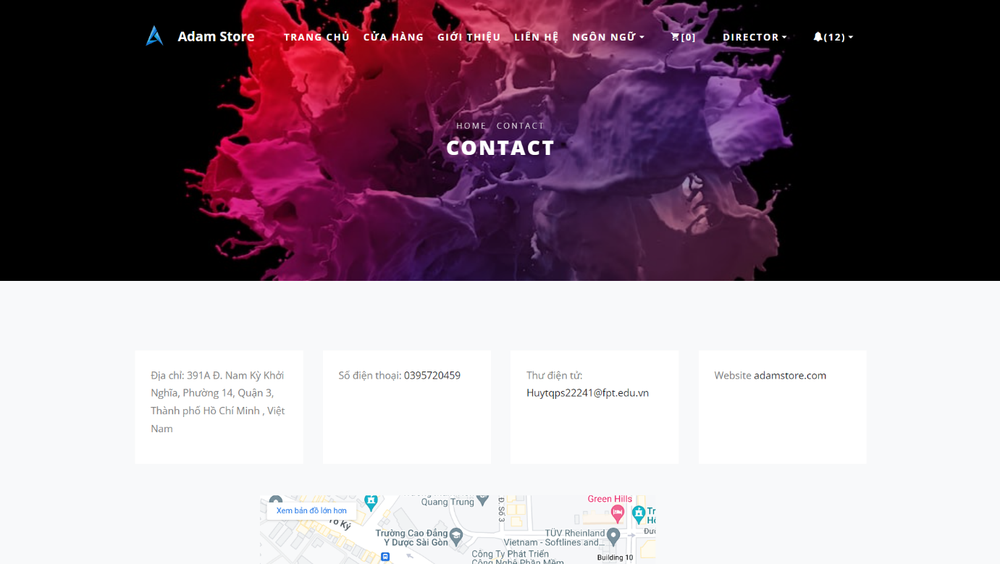 Adam Store
TRANG CHỦ
CỬA HÀNG
GIỚI THIỆU
LIÊN HỆ
NGÔN NGỮ
[0]
DIRECTOR
(12)
HOME CONTACT
CONTACT
Địa chỉ: 391A Đ. Nam Kỳ Khởi
Nghĩa, Phường 14, Quận 3,
Thành phố Hồ Chí Minh , Việt
Nam
Số điện thoại: 0395720459
Thư điện tử:
Huytqps22241@fpt.edu.vn
Website adamstore.com
Xem bản đồ lớn hơn
Tô Ký
Quang Trung
Đ. Số 3
Green Hills
Trường Cao Đẳng
Y Dược Sài Gòn
TÜV Rheinland
Vietnam - Softlines and...
Công Ty Phát Triển
Công Nghệ Phần Mềm
Building 10